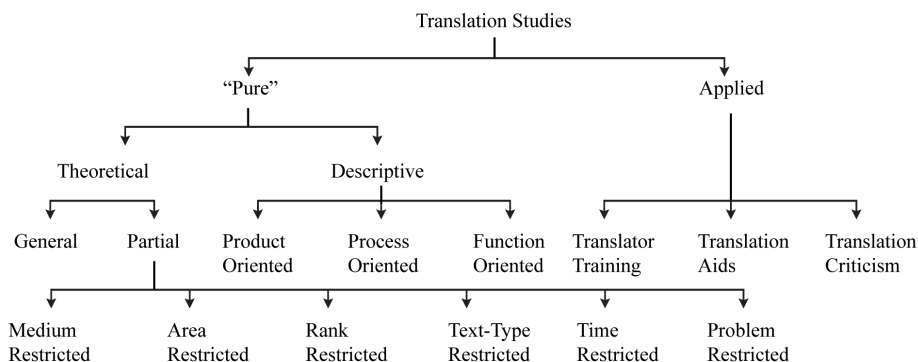 Translation Studies
“Pure”
Applied
Theoretical
Descriptive
General
Partial
Product
Oriented
Process
Oriented
Function
Oriented
Translator
Training
Translation
Aids
Translation
Criticism
Medium
Restricted
Area
Restricted
Rank
Restricted
Text-Type
Restricted
Time
Restricted
Problem
Restricted